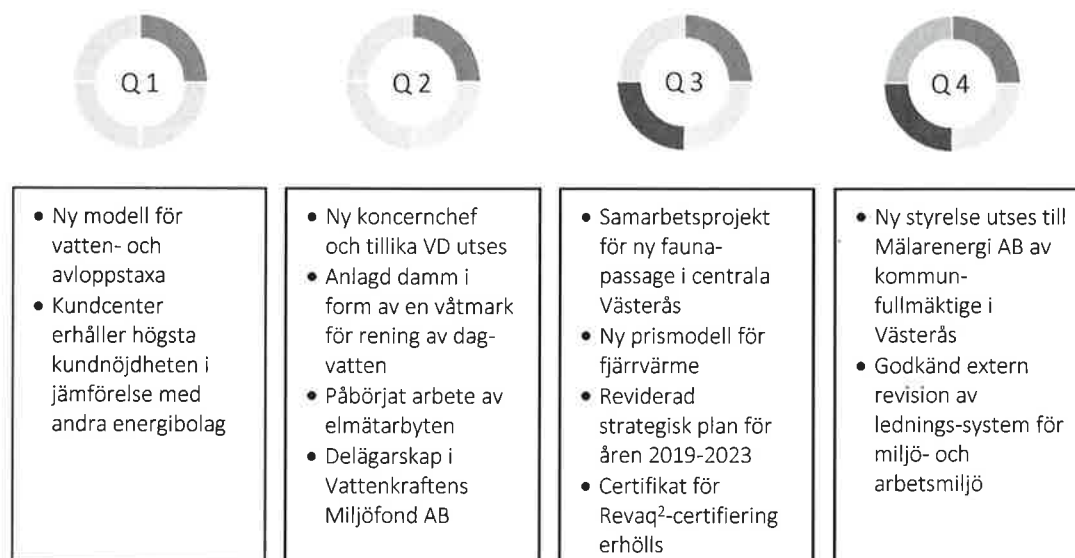 Q1
Q2
Q3
Q4
• Ny modell för
vatten- och
avloppstaxa
• Kundcenter
erhåller högsta
kundnöjdheten i
jämförelse med
andra energibolag
• Ny koncernchef
och tillika VD utses
• Anlagd damm i
form av en våtmark
för rening av dag-
vatten
• Påbörjat arbete av
elmätarbyten
• Delägarskap i
Vattenkraftens
Miljöfond AB
• Samarbetsprojekt
för ny fauna-
passage i centrala
Västerås
• Ny prismodell för
fjärrvärme
• Reviderad
strategisk plan för
åren 2019-2023
• Certifikat för
Revaq²-certifiering
erhölls
• Ny styrelse utses till
Mälarenergi AB av
kommun-
fullmäktige i
Västerås
• Godkänd extern
revision av
lednings-system för
miljö- och
arbetsmiljö